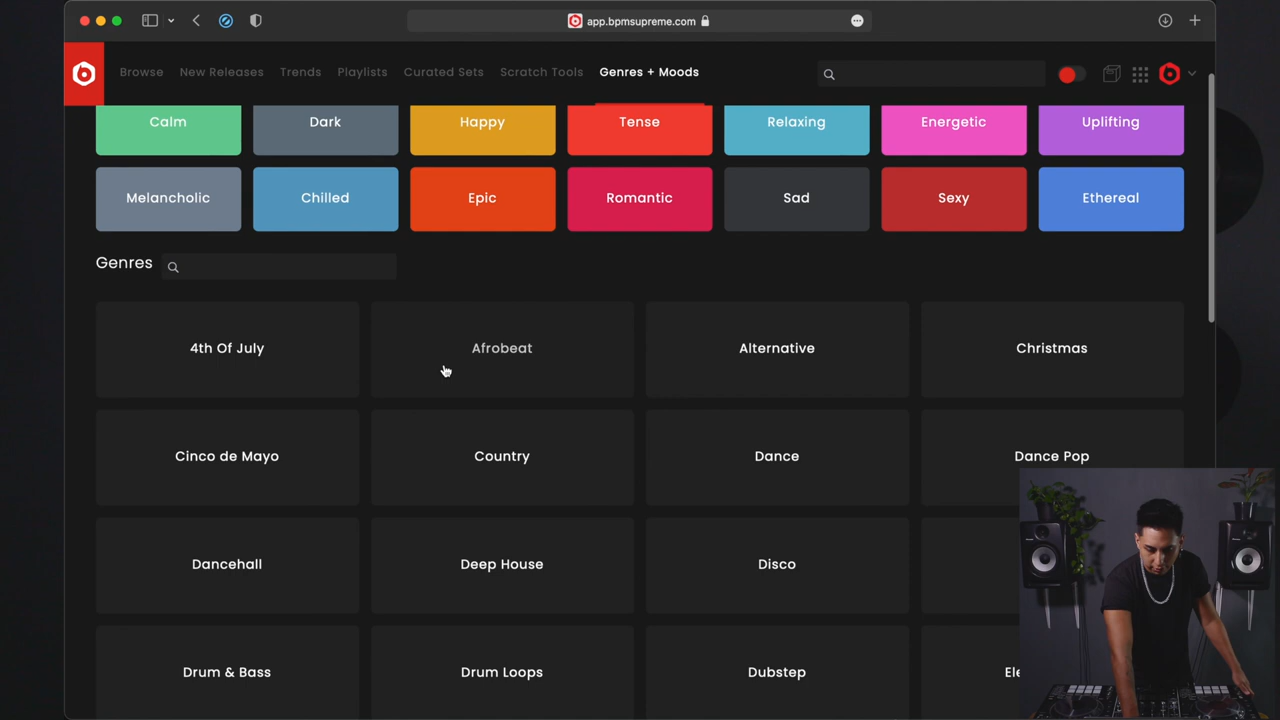 app.bpmsupreme.com
Browse New Releases Trends Playlists Curated Sets Scratch Tools Genres + Moods
Calm Dark Happy Tense Relaxing Energetic Uplifting
Melancholic Chilled Epic Romantic Sad Sexy Ethereal
Genres
4th Of July Afrobeat Alternative Christmas
Cinco de Mayo Country Dance Dance Pop
Dancehall Deep House Disco
Drum & Bass Drum Loops Dubstep